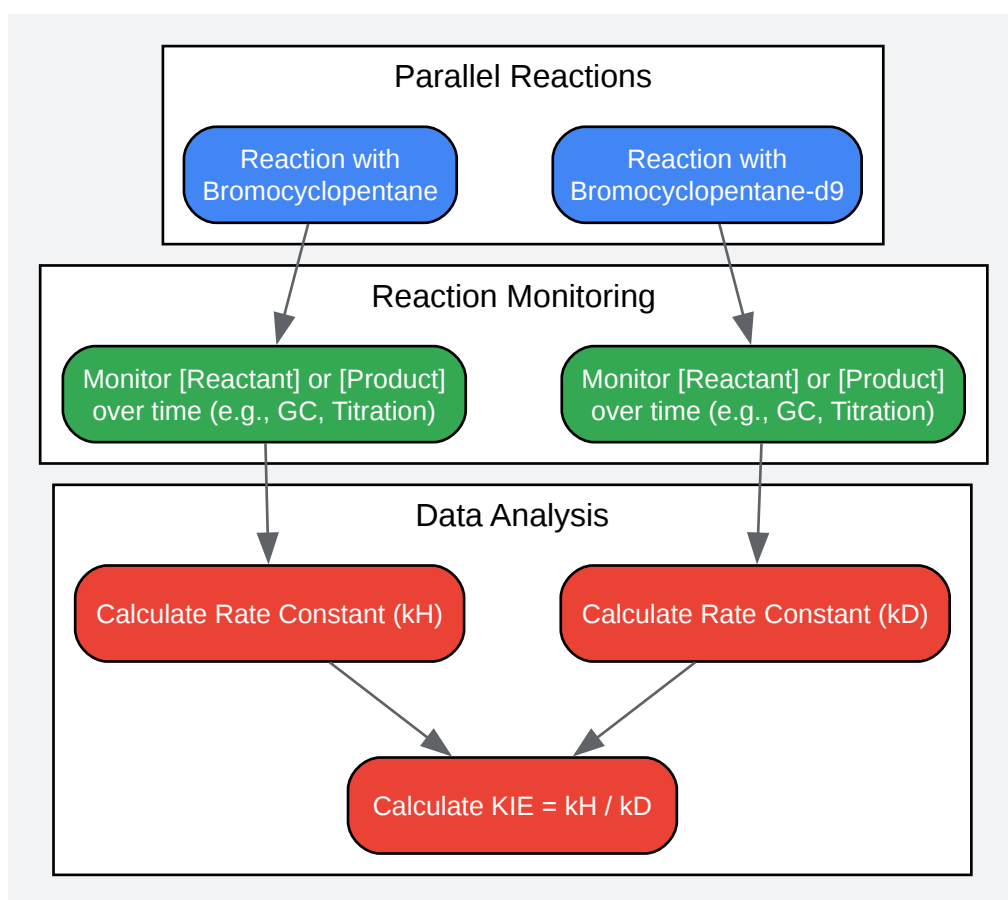 Parallel Reactions
Reaction with
Bromocyclopentane
Reaction with
Bromocyclopentane-d9
Reaction Monitoring
Monitor [Reactant] or [Product]
over time (e.g., GC, Titration)
Monitor [Reactant] or [Product]
over time (e.g., GC, Titration)
Data Analysis
Calculate Rate Constant (kH)
Calculate Rate Constant (kD)
Calculate KIE = kH / kD